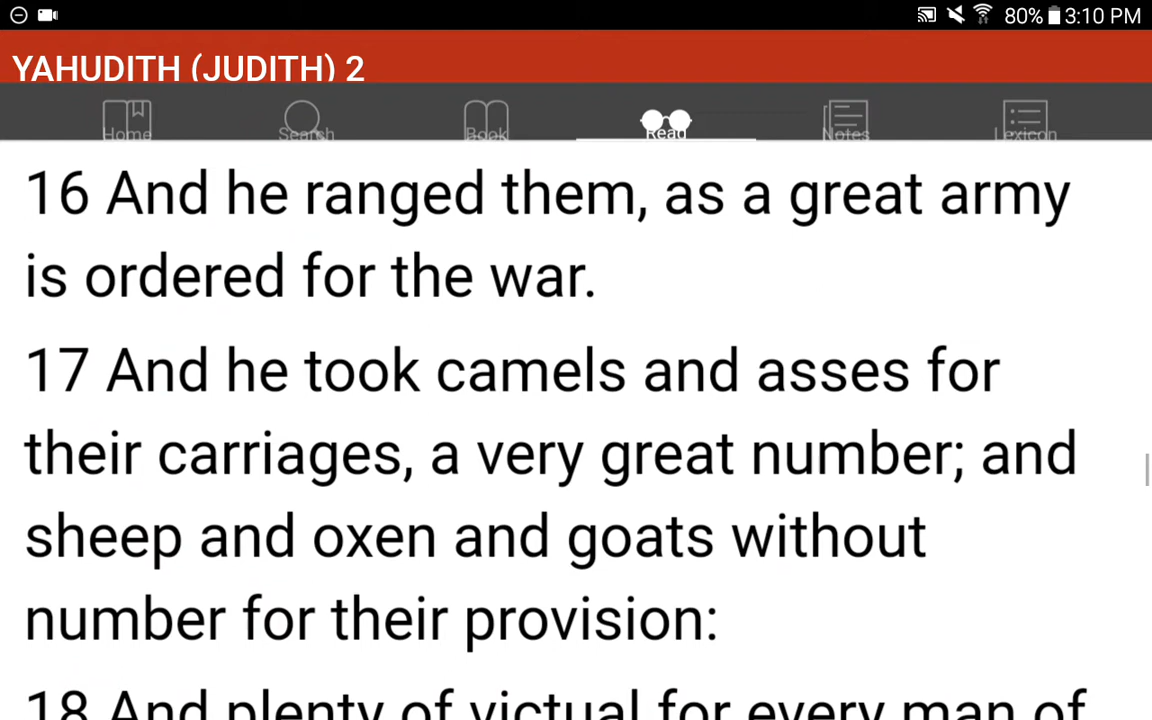 80% 3:10 PM
YAHUDITH (JUDITH) 2
Home Search Book Read Notes Lexicon
16 And he ranged them, as a great army
is ordered for the war.
17 And he took camels and asses for
their carriages, a very great number; and
sheep and oxen and goats without
number for their provision:
18 And plenty of victual for every man of